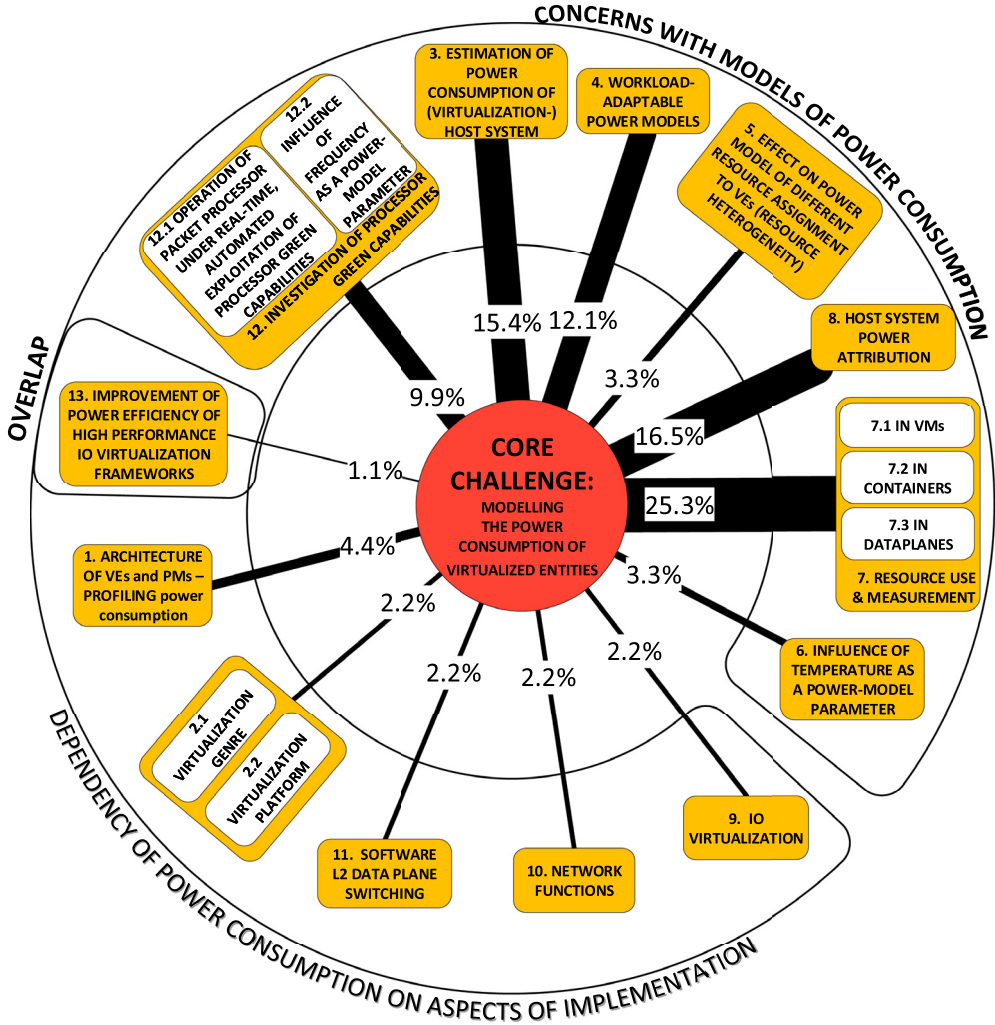 CONCERNS WITH MODELS OF POWER CONSUMPTION
3. ESTIMATION OF
POWER
CONSUMPTION OF
(VIRTUALIZATION-)
HOST SYSTEM
4. WORKLOAD-
ADAPTABLE
POWER MODELS
5. EFFECT ON POWER
MODEL OF DIFFERENT
RESOURCE ASSIGNMENT
TO VEs (RESOURCE
HETEROGENEITY)
8. HOST SYSTEM
POWER
ATTRIBUTION
7.1 IN VMs
7.2 IN
CONTAINERS
7.3 IN
DATAPLANES
7. RESOURCE USE
& MEASUREMENT
6. INFLUENCE OF
TEMPERATURE AS
A POWER-MODEL
PARAMETER
12.1 OPERATION OF
PACKET PROCESSOR
UNDER REAL-TIME,
AUTOMATED
EXPLOITATION OF
PROCESSOR GREEN
CAPABILITIES
12.2
INFLUENCE
OF
FREQUENCY
AS A POWER-
MODEL
PARAMETER
12. INVESTIGATION OF PROCESSOR
GREEN CAPABILITIES
OVERLAP
13. IMPROVEMENT OF
POWER EFFICIENCY OF
HIGH PERFORMANCE
IO VIRTUALIZATION
FRAMEWORKS
15.4%
12.1%
3.3%
9.9%
16.5%
1.1%
25.3%
4.4%
3.3%
2.2%
2.2%
2.2%
2.2%
CORE
CHALLENGE:
MODELLING
THE POWER
CONSUMPTION OF
VIRTUALIZED ENTITIES
1. ARCHITECTURE
OF VEs and PMs –
PROFILING power
consumption
2.1
VIRTUALIZATION
GENRE
2.2
VIRTUALIZATION
PLATFORM
11. SOFTWARE
L2 DATA PLANE
SWITCHING
10. NETWORK
FUNCTIONS
9. IO
VIRTUALIZATION
DEPENDENCY OF POWER CONSUMPTION ON ASPECTS OF IMPLEMENTATION